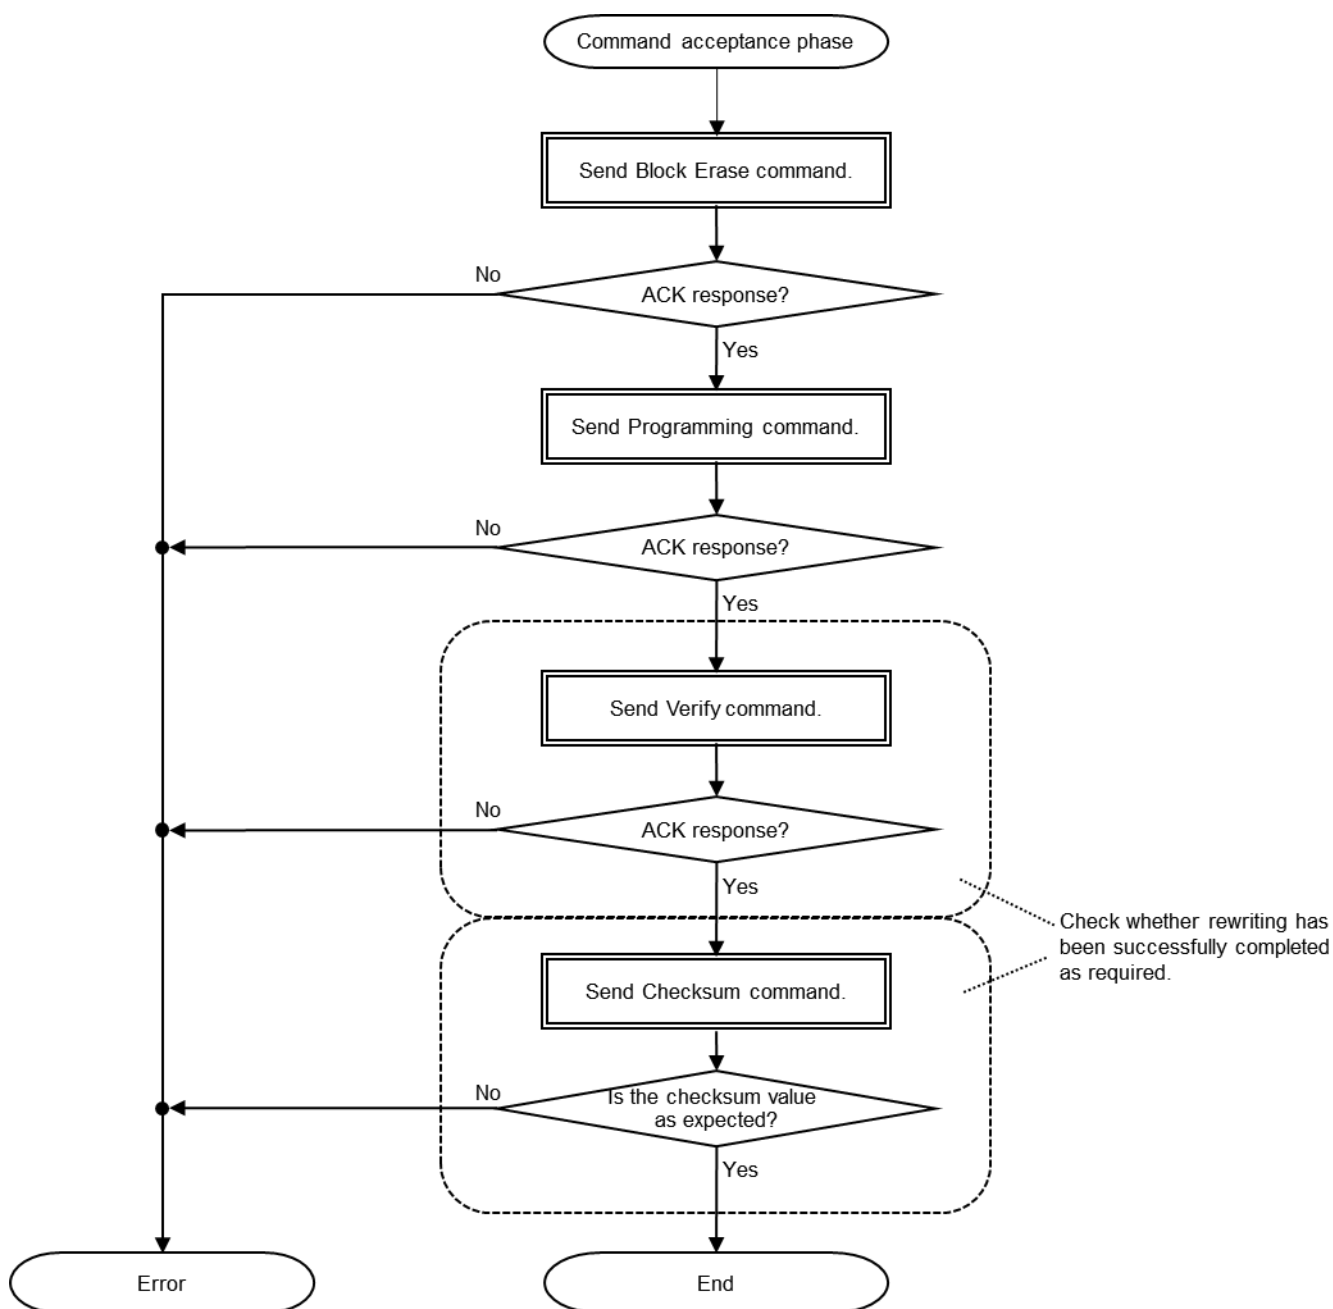 Command acceptance phase
Send Block Erase command.
No
ACK response?
Yes
Send Programming command.
No
ACK response?
Yes
Send Verify command.
No
ACK response?
Yes
Check whether rewriting has
been successfully completed
as required.
Send Checksum command.
No
Is the checksum value
as expected?
Yes
Error
End